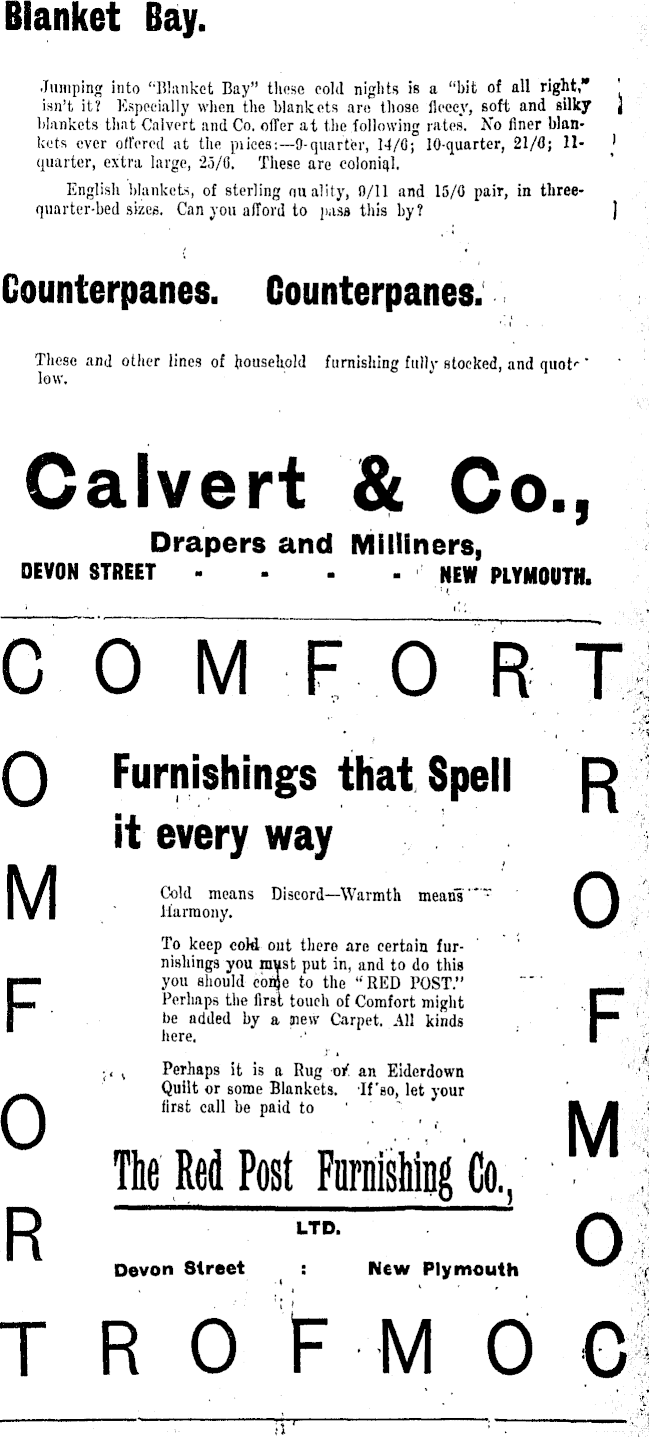 Blanket Bay.
Jumping into "Blanket Bay" these cold nights is a "bit of all right,"
isn't it? Especially when the blankets are those fleecy, soft and silky
blankets that Calvert and Co. offer at the following rates. No finer blan-
kets ever offered at the prices:—9-quarter, 14/6; 10-quarter, 21/6; 11-
quarter, extra large, 25/6. These are colonial.
English blankets, of sterling quality, 9/11 and 15/6 pair, in three-
quarter-bed sizes. Can you afford to pass this by?
Counterpanes. Counterpanes.
These and other lines of household furnishing fully stocked, and quote
low.
Calvert & Co.,
Drapers and Milliners,
DEVON STREET - - - - NEW PLYMOUTH.
C O M F O R T
O R
M O
F F
O M
R O
T R O F M O C
Furnishings that Spell
it every way
Cold means Discord—Warmth means
Harmony.
To keep cold out there are certain fur-
nishings you must put in, and to do this
you should come to the "RED POST."
Perhaps the first touch of Comfort might
be added by a new Carpet. All kinds
here.
Perhaps it is a Rug or an Eiderdown
Quilt or some Blankets. If so, let your
first call be paid to
The Red Post Furnishing Co.,
LTD.
Devon Street : New Plymouth